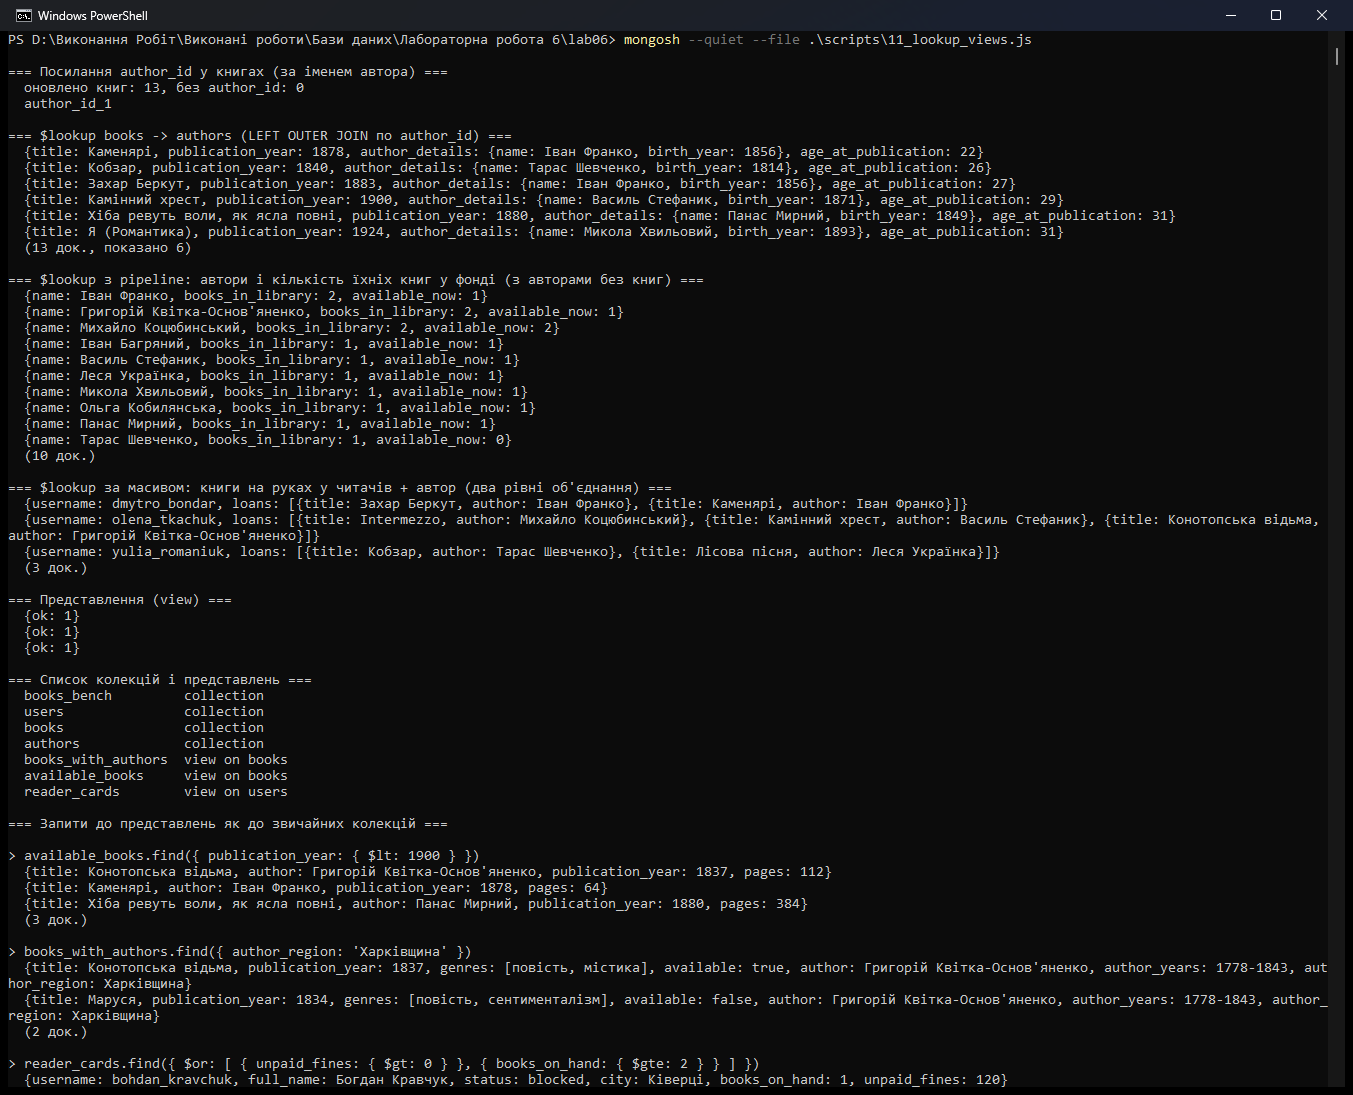 Windows PowerShell
PS D:\Виконання Робіт\Виконані роботи\Бази даних\Лабораторна робота 6\lab06> mongosh --quiet --file .\scripts\11_lookup_views.js
=== Посилання author_id у книгах (за іменем автора) ===
оновлено книг: 13, без author_id: 0
author_id_1
=== $lookup books -> authors (LEFT OUTER JOIN по author_id) ===
{title: Каменярі, publication_year: 1878, author_details: {name: Іван Франко, birth_year: 1856}, age_at_publication: 22}
{title: Кобзар, publication_year: 1840, author_details: {name: Тарас Шевченко, birth_year: 1814}, age_at_publication: 26}
{title: Захар Беркут, publication_year: 1883, author_details: {name: Іван Франко, birth_year: 1856}, age_at_publication: 27}
{title: Камінний хрест, publication_year: 1900, author_details: {name: Василь Стефаник, birth_year: 1871}, age_at_publication: 29}
{title: Хіба ревуть воли, як ясла повні, publication_year: 1880, author_details: {name: Панас Мирний, birth_year: 1849}, age_at_publication: 31}
{title: Я (Романтика), publication_year: 1924, author_details: {name: Микола Хвильовий, birth_year: 1893}, age_at_publication: 31}
(13 док., показано 6)
=== $lookup з pipeline: автори і кількість їхніх книг у фонді (з авторами без книг) ===
{name: Іван Франко, books_in_library: 2, available_now: 1}
{name: Григорій Квітка-Основ'яненко, books_in_library: 2, available_now: 1}
{name: Михайло Коцюбинський, books_in_library: 2, available_now: 2}
{name: Іван Багряний, books_in_library: 1, available_now: 1}
{name: Василь Стефаник, books_in_library: 1, available_now: 1}
{name: Леся Українка, books_in_library: 1, available_now: 1}
{name: Микола Хвильовий, books_in_library: 1, available_now: 1}
{name: Ольга Кобилянська, books_in_library: 1, available_now: 1}
{name: Панас Мирний, books_in_library: 1, available_now: 1}
{name: Тарас Шевченко, books_in_library: 1, available_now: 0}
(10 док.)
=== $lookup за масивом: книги на руках у читачів + автор (два рівні об'єднання) ===
{username: dmytro_bondar, loans: [{title: Захар Беркут, author: Іван Франко}, {title: Каменярі, author: Іван Франко}]}
{username: olena_tkachuk, loans: [{title: Intermezzo, author: Михайло Коцюбинський}, {title: Камінний хрест, author: Василь Стефаник}, {title: Конотопська відьма,
author: Григорій Квітка-Основ'яненко}]}
{username: yulia_romaniuk, loans: [{title: Кобзар, author: Тарас Шевченко}, {title: Лісова пісня, author: Леся Українка}]}
(3 док.)
=== Представлення (view) ===
{ok: 1}
{ok: 1}
{ok: 1}
=== Список колекцій і представлень ===
books_bench collection
users collection
books collection
authors collection
books_with_authors view on books
available_books view on books
reader_cards view on users
=== Запити до представлень як до звичайних колекцій ===
> available_books.find({ publication_year: { $lt: 1900 } })
{title: Конотопська відьма, author: Григорій Квітка-Основ'яненко, publication_year: 1837, pages: 112}
{title: Каменярі, author: Іван Франко, publication_year: 1878, pages: 64}
{title: Хіба ревуть воли, як ясла повні, author: Панас Мирний, publication_year: 1880, pages: 384}
(3 док.)
> books_with_authors.find({ author_region: 'Харківщина' })
{title: Конотопська відьма, publication_year: 1837, genres: [повість, містика], available: true, author: Григорій Квітка-Основ'яненко, author_years: 1778-1843, aut
hor_region: Харківщина}
{title: Маруся, publication_year: 1834, genres: [повість, сентименталізм], available: false, author: Григорій Квітка-Основ'яненко, author_years: 1778-1843, author_
region: Харківщина}
(2 док.)
> reader_cards.find({ $or: [ { unpaid_fines: { $gt: 0 } }, { books_on_hand: { $gte: 2 } } ] })
{username: bohdan_kravchuk, full_name: Богдан Кравчук, status: blocked, city: Ківерці, books_on_hand: 1, unpaid_fines: 120}